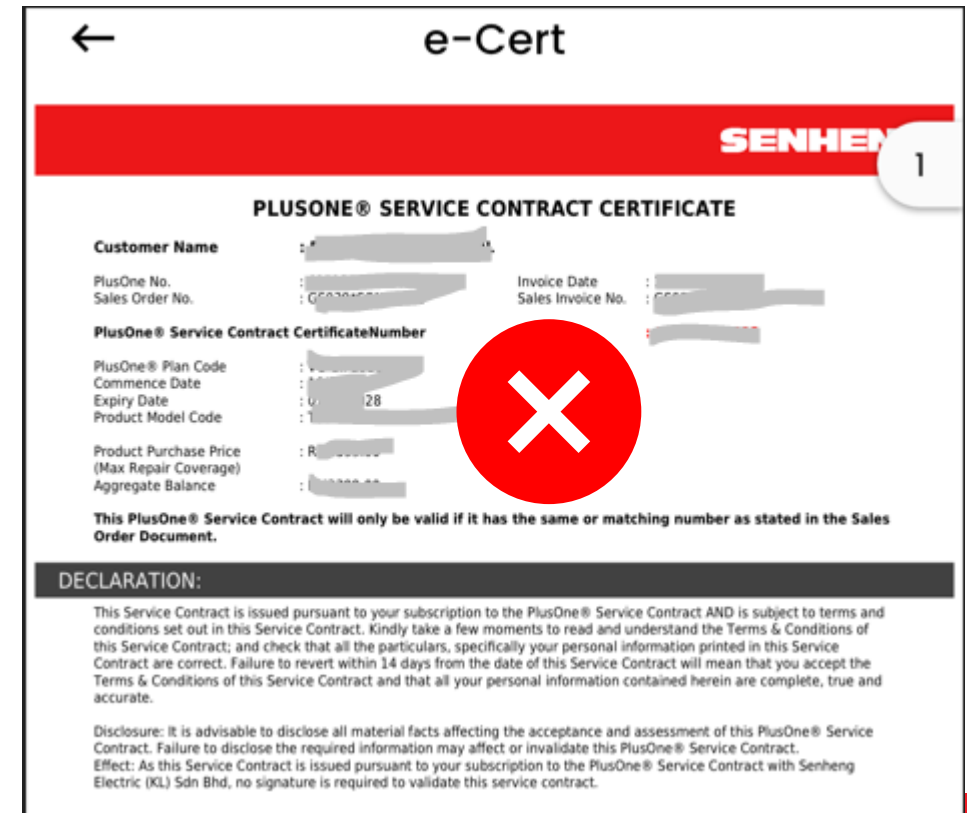 e-Cert
SENHEN
1
PLUSONE® SERVICE CONTRACT CERTIFICATE
Customer Name :
PlusOne No. : Invoice Date :
Sales Order No. : Sales Invoice No. :
PlusOne® Service Contract CertificateNumber :
PlusOne® Plan Code :
Commence Date :
Expiry Date : 28
Product Model Code :
Product Purchase Price : R
(Max Repair Coverage)
Aggregate Balance :
This PlusOne® Service Contract will only be valid if it has the same or matching number as stated in the Sales
Order Document.
DECLARATION:
This Service Contract is issued pursuant to your subscription to the PlusOne® Service Contract AND is subject to terms and
conditions set out in this Service Contract. Kindly take a few moments to read and understand the Terms & Conditions of
this Service Contract; and check that all the particulars, specifically your personal information printed in this Service
Contract are correct. Failure to revert within 14 days from the date of this Service Contract will mean that you accept the
Terms & Conditions of this Service Contract and that all your personal information contained herein are complete, true and
accurate.
Disclosure: It is advisable to disclose all material facts affecting the acceptance and assessment of this PlusOne® Service
Contract. Failure to disclose the required information may affect or invalidate this PlusOne® Service Contract.
Effect: As this Service Contract is issued pursuant to your subscription to the PlusOne® Service Contract with Senheng
Electric (KL) Sdn Bhd, no signature is required to validate this service contract.